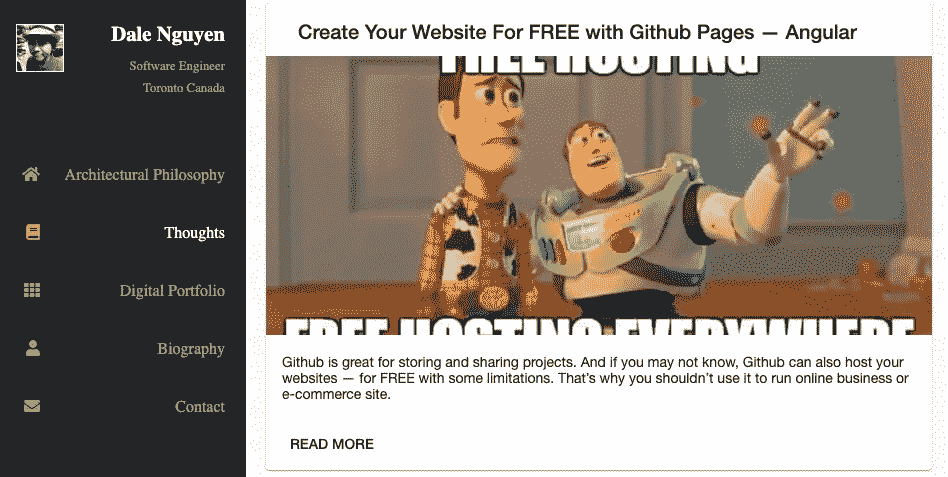 Dale Nguyen
Software Engineer
Toronto Canada
Architectural Philosophy
Thoughts
Digital Portfolio
Biography
Contact
Create Your Website For FREE with Github Pages — Angular
FREE HOSTING
FREE HOSTING EVERYWHERE
Github is great for storing and sharing projects. And if you may not know, Github can also host your
websites — for FREE with some limitations. That's why you shouldn't use it to run online business or
e-commerce site.
READ MORE